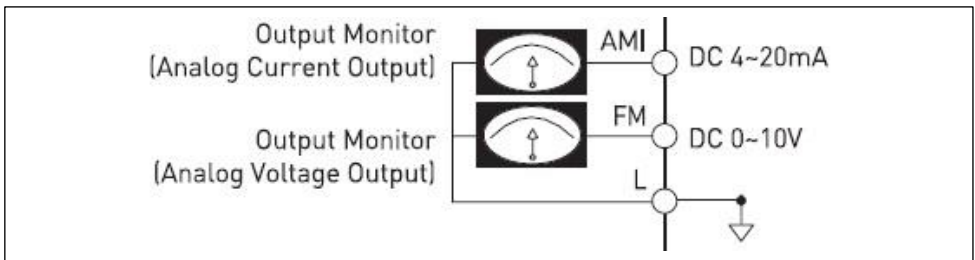 Output Monitor
(Analog Current Output)
AMI
DC 4~20mA
Output Monitor
(Analog Voltage Output)
FM
DC 0~10V
L